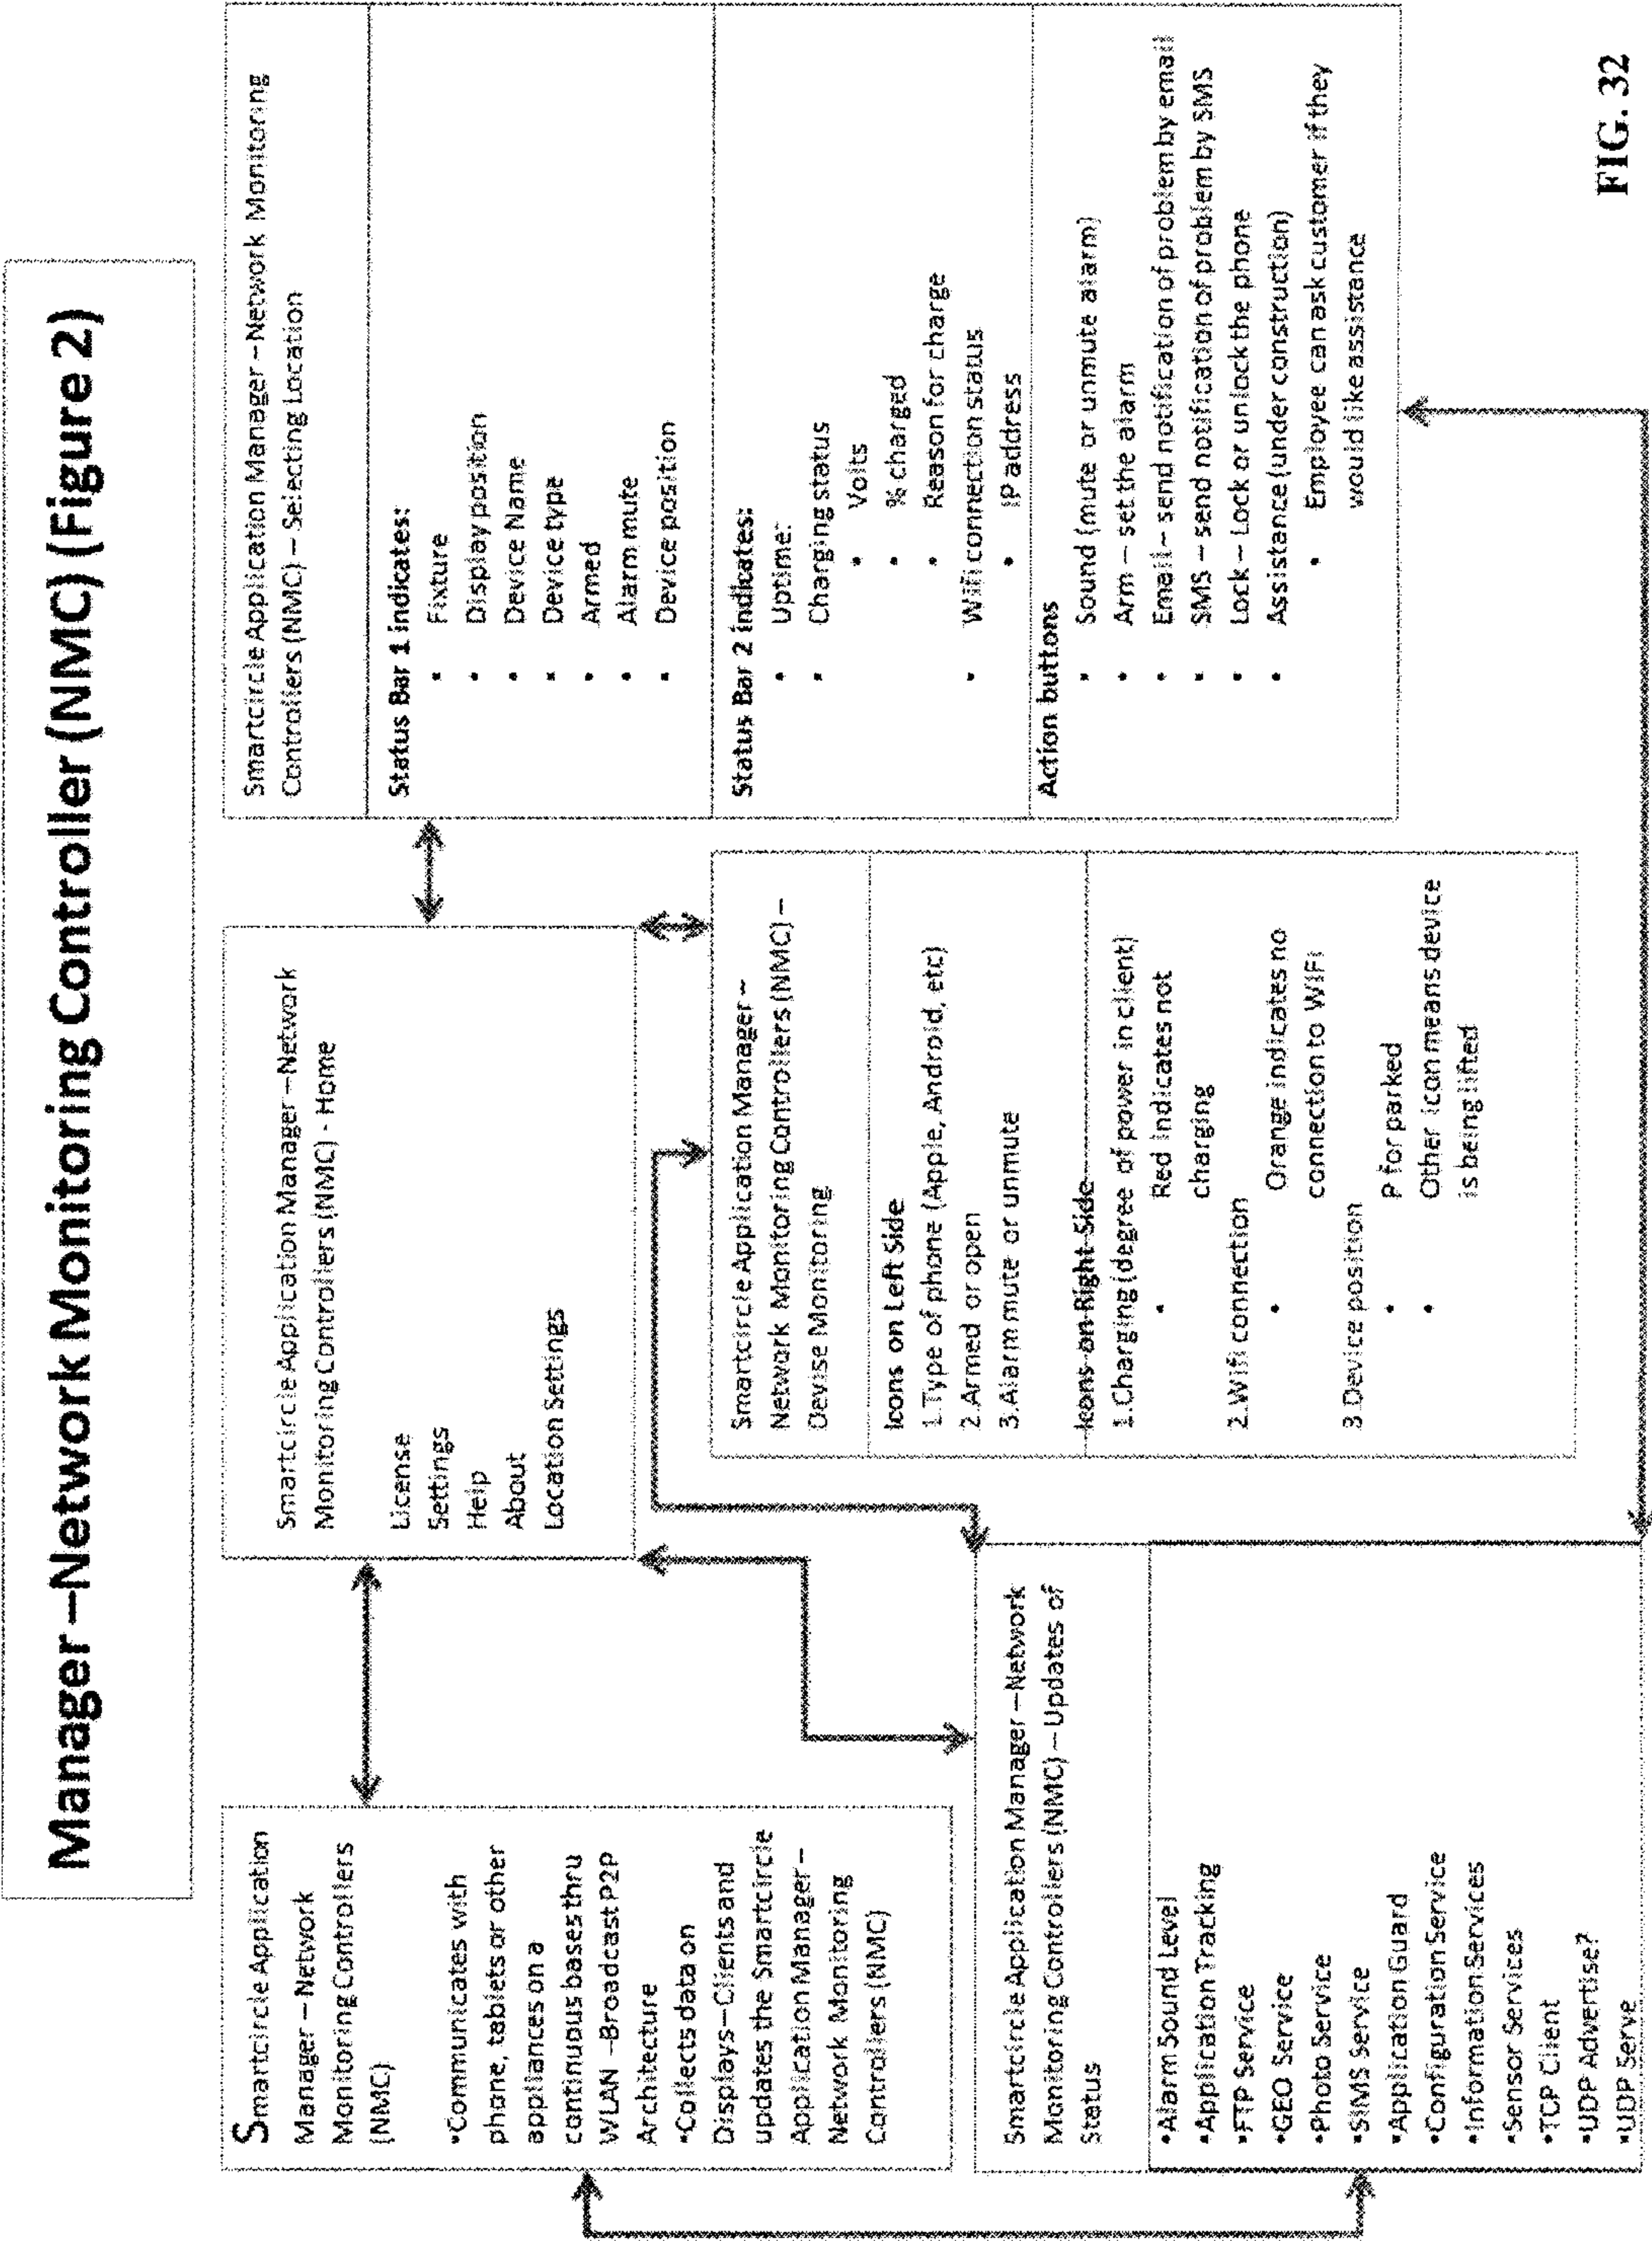 Manager –Network Monitoring Controller (NMC) (Figure 2)
Smartcircle Application
Manager – Network
Monitoring Controllers
(NMC)
•Communicates with
phone, tablets or other
appliances on a
continuous bases thru
WLAN –Broadcast P2P
Architecture
•Collects data on
Displays–Clients and
updates the Smartcircle
Application Manager –
Network Monitoring
Controllers (NMC)
Smartcircle Application Manager –Network
Monitoring Controllers (NMC) - Home
License
Settings
Help
About
Location Settings
Smartcircle Application Manager –Network Monitoring
Controllers (NMC) – Selecting Location
Status Bar 1 indicates:
• Fixture
• Display position
• Device Name
• Device type
• Armed
• Alarm mute
• Device position
Status Bar 2 indicates:
• Uptime:
• Charging status
• Volts
• % charged
• Reason for charge
• Wifi connection status
• IP address
Action buttons
• Sound (mute or unmute alarm)
• Arm – set the alarm
• Email – send notification of problem by email
• SMS – send notification of problem by SMS
• Lock – Lock or unlock the phone
• Assistance (under construction)
• Employee can ask customer if they
would like assistance
Smartcircle Application Manager –
Network Monitoring Controllers (NMC) –
Devise Monitoring
Icons on Left Side
1.Type of phone (Apple, Android, etc)
2.Armed or open
3.Alarm mute or unmute
Icons on Right Side
1.Charging (degree of power in client)
• Red indicates not
charging
2.Wifi connection
• Orange indicates no
connection to WiFi
3.Device position
• P for parked
• Other icon means device
is being lifted
Smartcircle Application Manager –Network
Monitoring Controllers (NMC) – Updates of
Status
•Alarm Sound Level
•Application Tracking
•FTP Service
•GEO Service
•Photo Service
•SIMS Service
•Application Guard
•Configuration Service
•Information Services
•Sensor Services
•TCP Client
•UDP Advertise?
•UDP Serve
FIG. 32